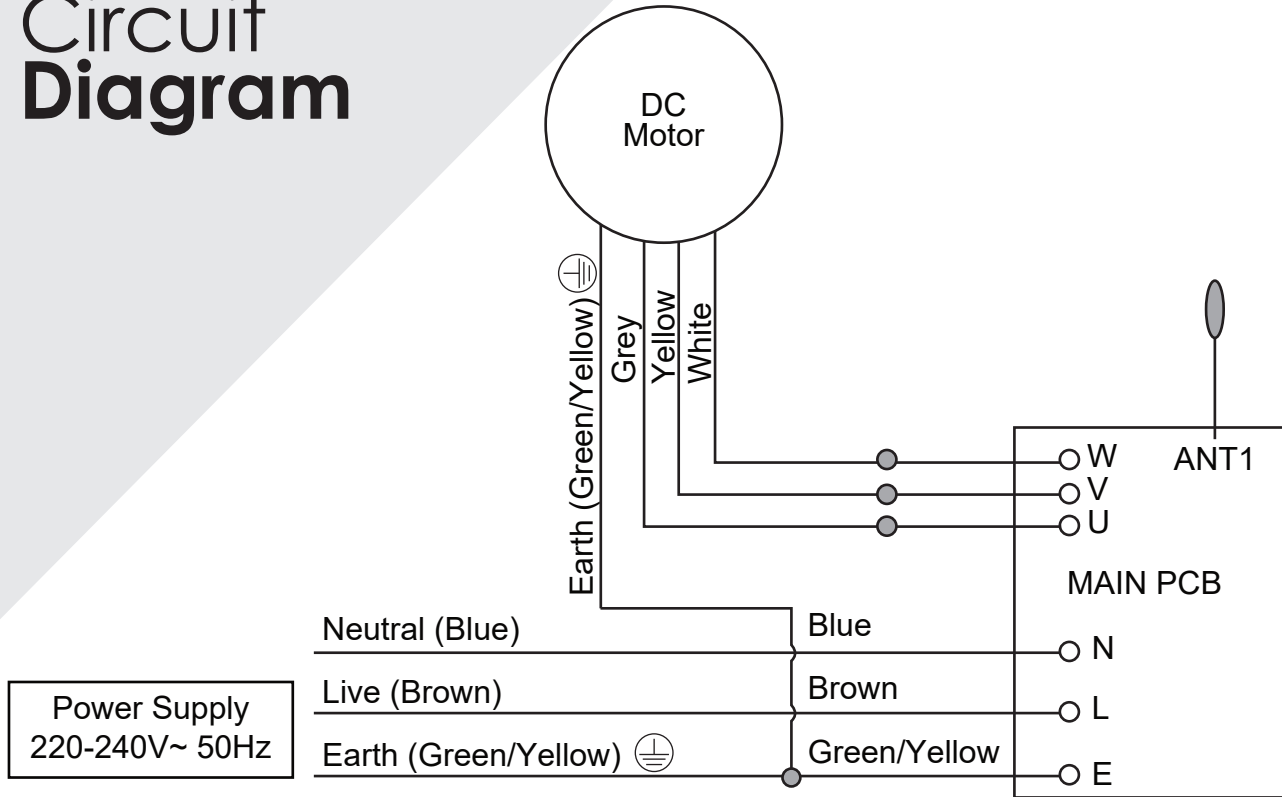 Circuit
Diagram
DC
Motor
Earth (Green/Yellow)
Grey
Yellow
White
W
V
U
ANT1
MAIN PCB
Neutral (Blue)
Blue
N
Live (Brown)
Brown
L
Earth (Green/Yellow)
Green/Yellow
E
Power Supply
220-240V~ 50Hz